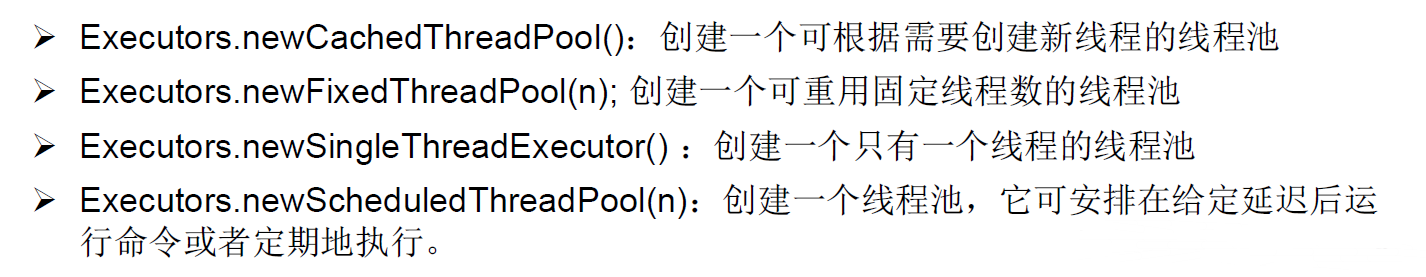 ➢ Executors.newCachedThreadPool()：创建一个可根据需要创建新线程的线程池
➢ Executors.newFixedThreadPool(n); 创建一个可重用固定线程数的线程池
➢ Executors.newSingleThreadExecutor() ：创建一个只有一个线程的线程池
➢ Executors.newScheduledThreadPool(n)：创建一个线程池，它可安排在给定延迟后运
行命令或者定期地执行。